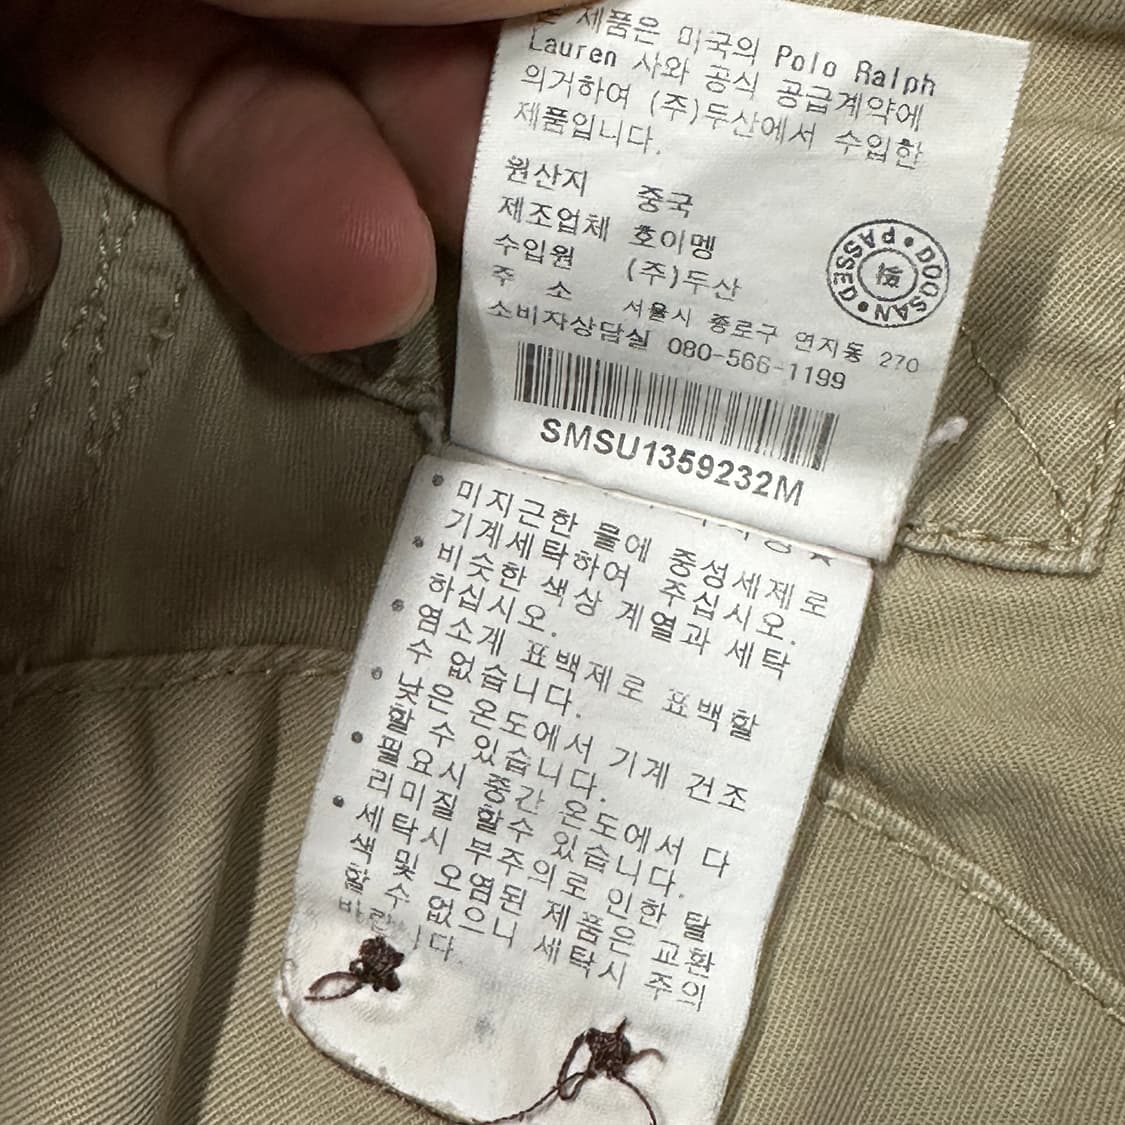 본 제품은 미국의 Polo Ralph
Lauren 사와 공식 공급계약에
의거하여 (주)두산에서 수입한
제품입니다.
원산지 중국
제조업체 호이멩
수입원 (주)두산
주 소 서울시 종로구 연지동 270
소비자상담실 080-566-1199
DOOSAN • PASSED •
SMSU1359232M
• 미지근한 물에 중성세제로
기계세탁하여 주십시오.
• 비슷한 색상 계열과 세탁
하십시오.
• 염소계 표백제로 표백할
수 없습니다.
• 낮은 온도에서 기계 건조
할 수 있습니다.
• 필요시 중간 온도에서 다
리미질 할수 있습니다.
• 세탁시 부주의로 인한 탈
색 및 오염된 제품은 교환
할 수 없으니 세탁시 주의
바랍니다.